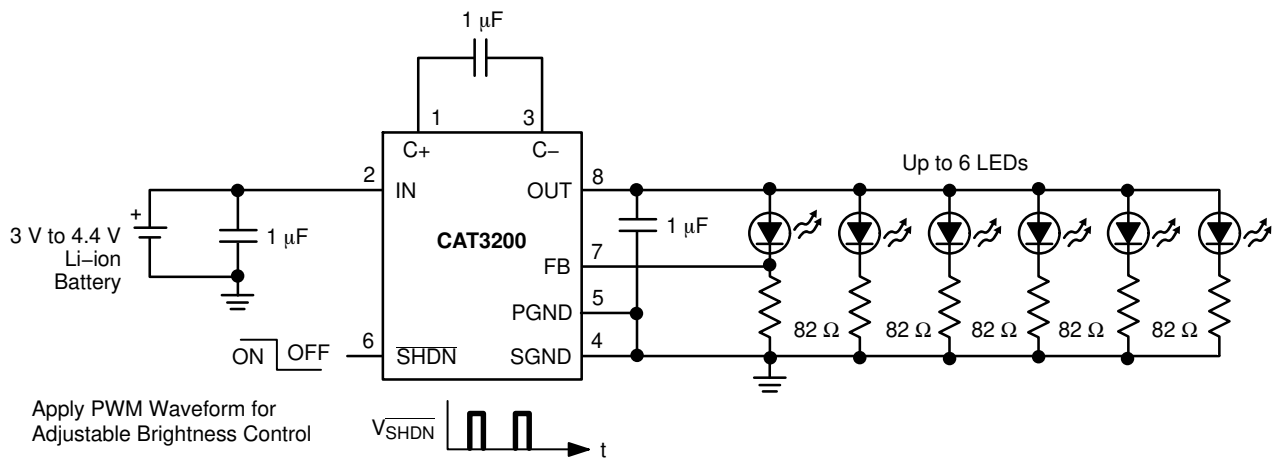 1 μF
1
3
C+
C−
2
IN
OUT
8
Up to 6 LEDs
+
3 V to 4.4 V
Li−ion
Battery
1 μF
CAT3200
1 μF
FB
7
PGND
5
6
SHDN
SGND
4
ON
OFF
82 Ω
82 Ω
82 Ω
82 Ω
82 Ω
Apply PWM Waveform for
Adjustable Brightness Control
VSHDN
t